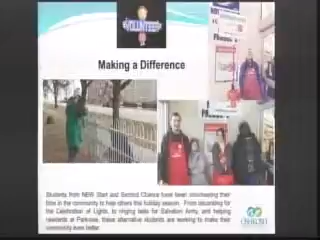 VOLUNTEER
Making a Difference
Students from NEW Start and Second Chance have been volunteering their
time in the community to help others this holiday season. From decorating for
the Celebration of Lights, to ringing bells for Salvation Army, and helping
residents at Parkview, these alternative students are working to make their
community even better.
OSHKOSH